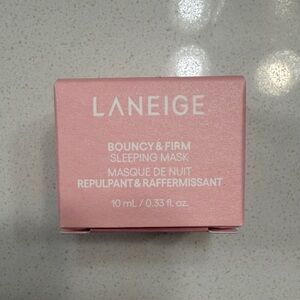 LANEIGE
BOUNCY & FIRM
SLEEPING MASK
MASQUE DE NUIT
REPULPANT & RAFFERMISSANT
10 mL / 0.33 fl. oz.